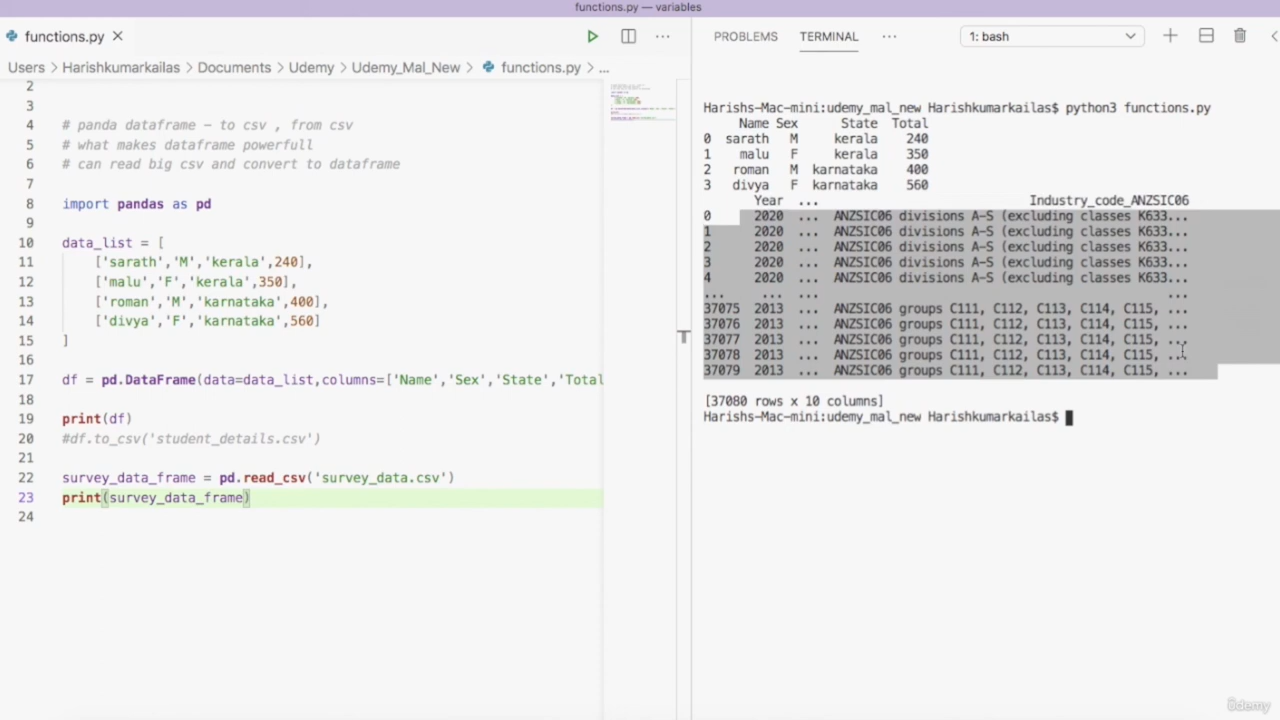 functions.py — variables
functions.py
PROBLEMS TERMINAL ... 1: bash
Users > Harishkumarkailas > Documents > Udemy > Udemy_Mal_New > functions.py > ...
2
3
4 # panda dataframe – to csv , from csv
5 # what makes dataframe powerfull
6 # can read big csv and convert to dataframe
7
8 import pandas as pd
9
10 data_list = [
11 ['sarath','M','kerala',240],
12 ['malu','F','kerala',350],
13 ['roman','M','karnataka',400],
14 ['divya','F','karnataka',560]
15 ]
16
17 df = pd.DataFrame(data=data_list,columns=['Name','Sex','State','Total
18
19 print(df)
20 #df.to_csv('student_details.csv')
21
22 survey_data_frame = pd.read_csv('survey_data.csv')
23 print(survey_data_frame)
24
Harishs-Mac-mini:udemy_mal_new Harishkumarkailas$ python3 functions.py
Name Sex State Total
0 sarath M kerala 240
1 malu F kerala 350
2 roman M karnataka 400
3 divya F karnataka 560
Year ... Industry_code_ANZSIC06
0 2020 ... ANZSIC06 divisions A-S (excluding classes K633...
1 2020 ... ANZSIC06 divisions A-S (excluding classes K633...
2 2020 ... ANZSIC06 divisions A-S (excluding classes K633...
3 2020 ... ANZSIC06 divisions A-S (excluding classes K633...
4 2020 ... ANZSIC06 divisions A-S (excluding classes K633...
... ... ... ...
37075 2013 ... ANZSIC06 groups C111, C112, C113, C114, C115, ...
37076 2013 ... ANZSIC06 groups C111, C112, C113, C114, C115, ...
37077 2013 ... ANZSIC06 groups C111, C112, C113, C114, C115, ...
37078 2013 ... ANZSIC06 groups C111, C112, C113, C114, C115, ...
37079 2013 ... ANZSIC06 groups C111, C112, C113, C114, C115, ...
[37080 rows x 10 columns]
Harishs-Mac-mini:udemy_mal_new Harishkumarkailas$
Udemy